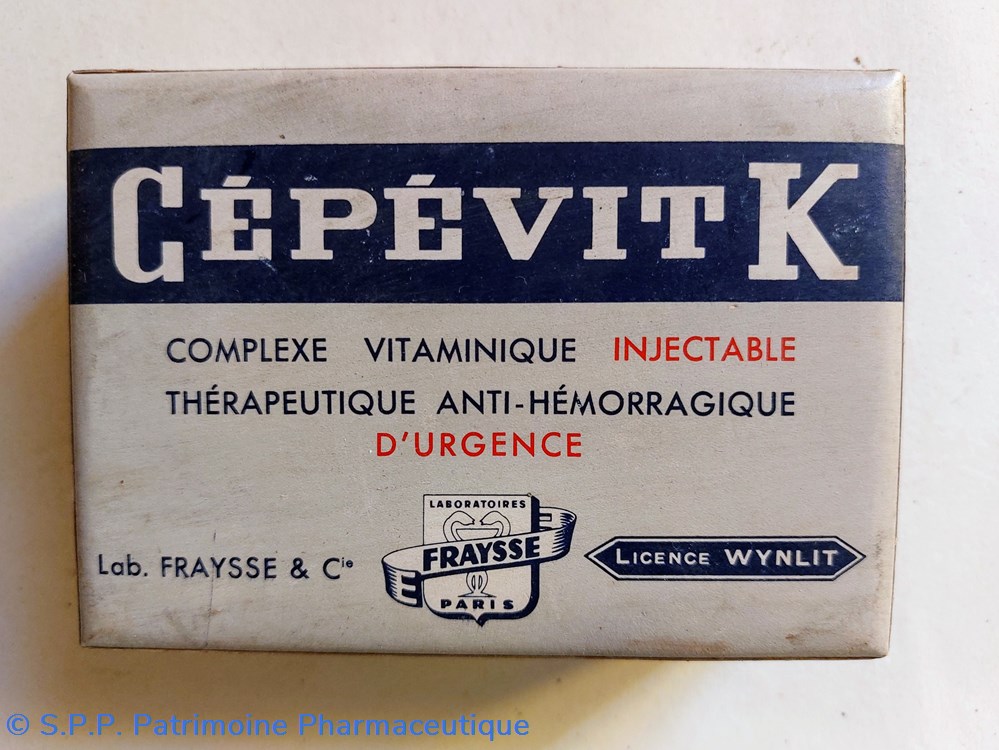 CÉPÉVIT K
COMPLEXE VITAMINIQUE INJECTABLE
THÉRAPEUTIQUE ANTI-HÉMORRAGIQUE
D'URGENCE
Lab. FRAYSSE & Cie
LABORATOIRES
FRAYSSE
PARIS
LICENCE WYNLIT
© S.P.P. Patrimoine Pharmaceutique